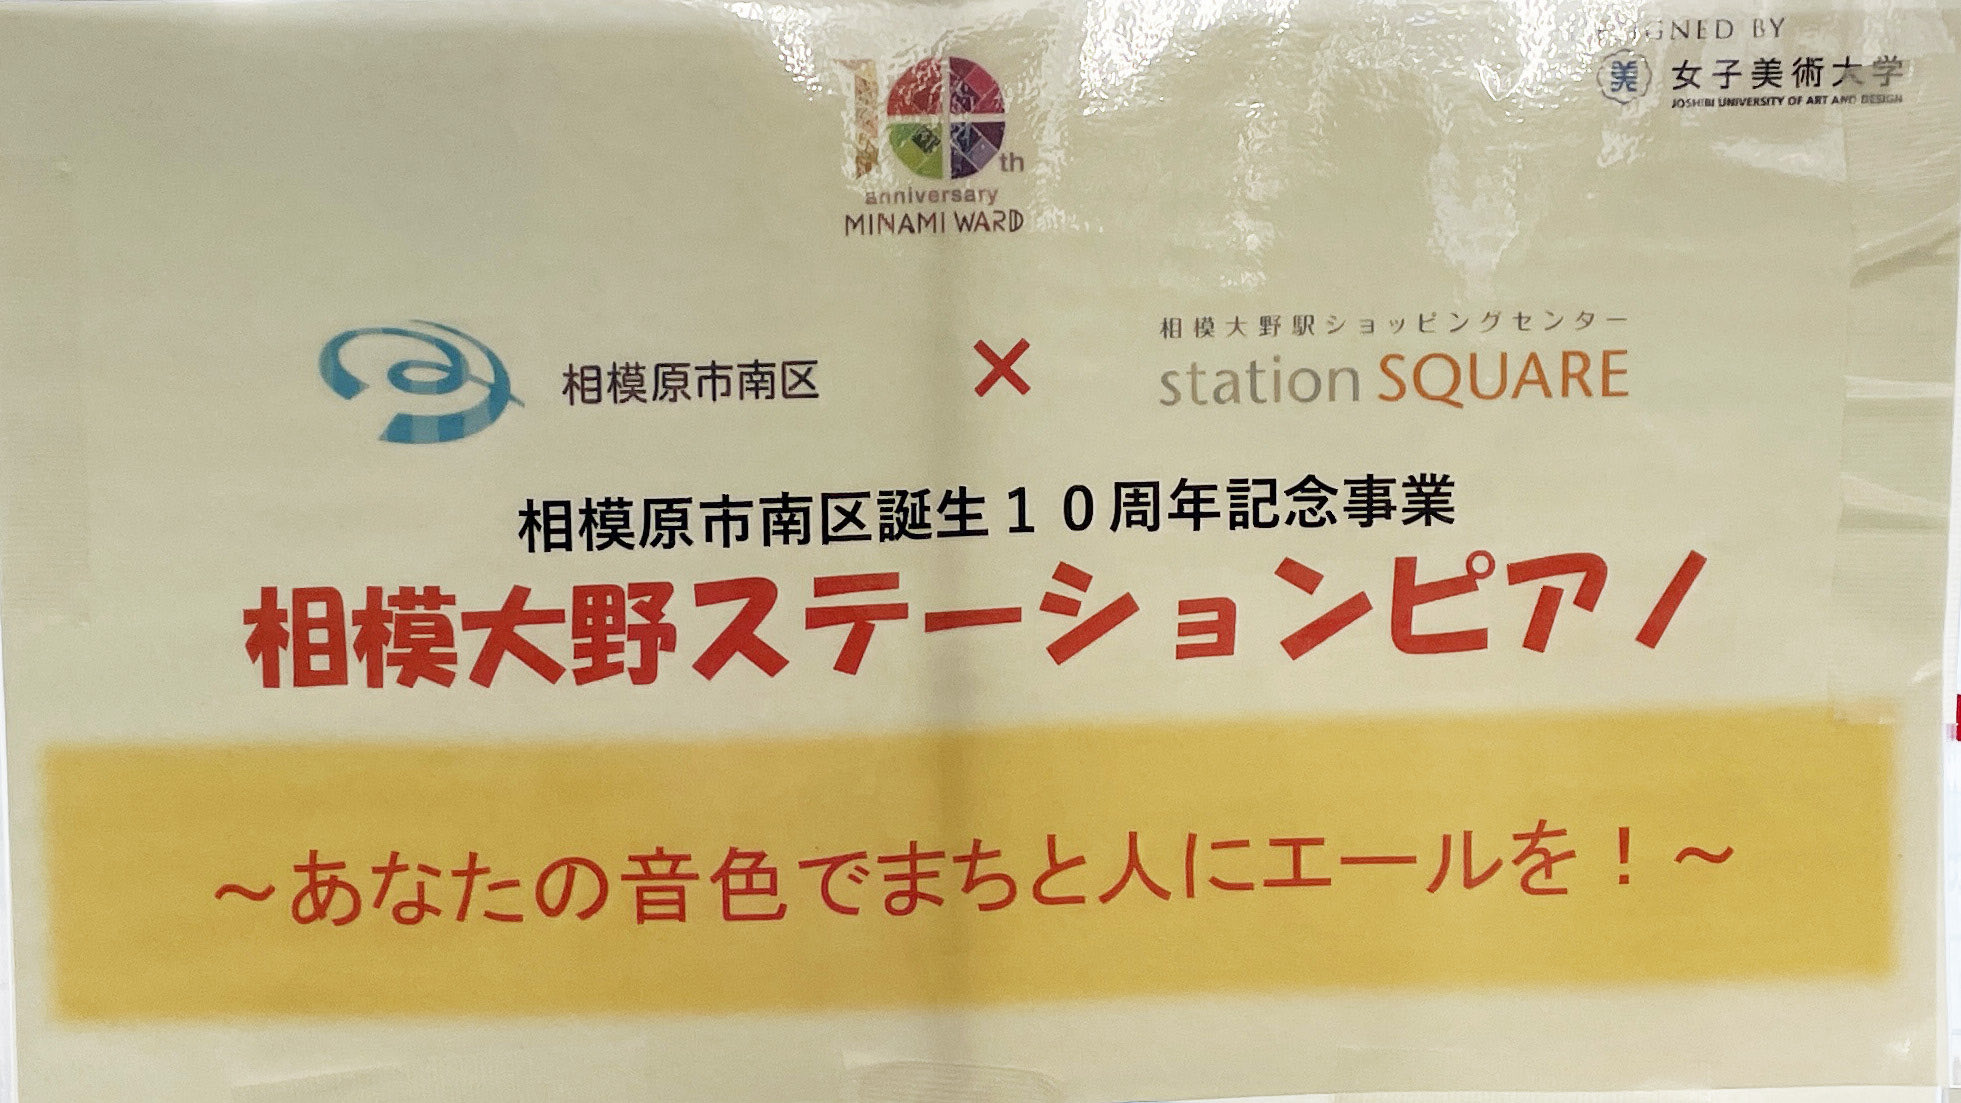 DESIGNED BY
女子美術大学
JOSHIBI UNIVERSITY OF ART AND DESIGN
10th
anniversary
MINAMI WARD
相模原市南区
×
相模大野駅ショッピングセンター
station SQUARE
相模原市南区誕生１０周年記念事業
相模大野ステーションピアノ
～あなたの音色でまちと人にエールを！～